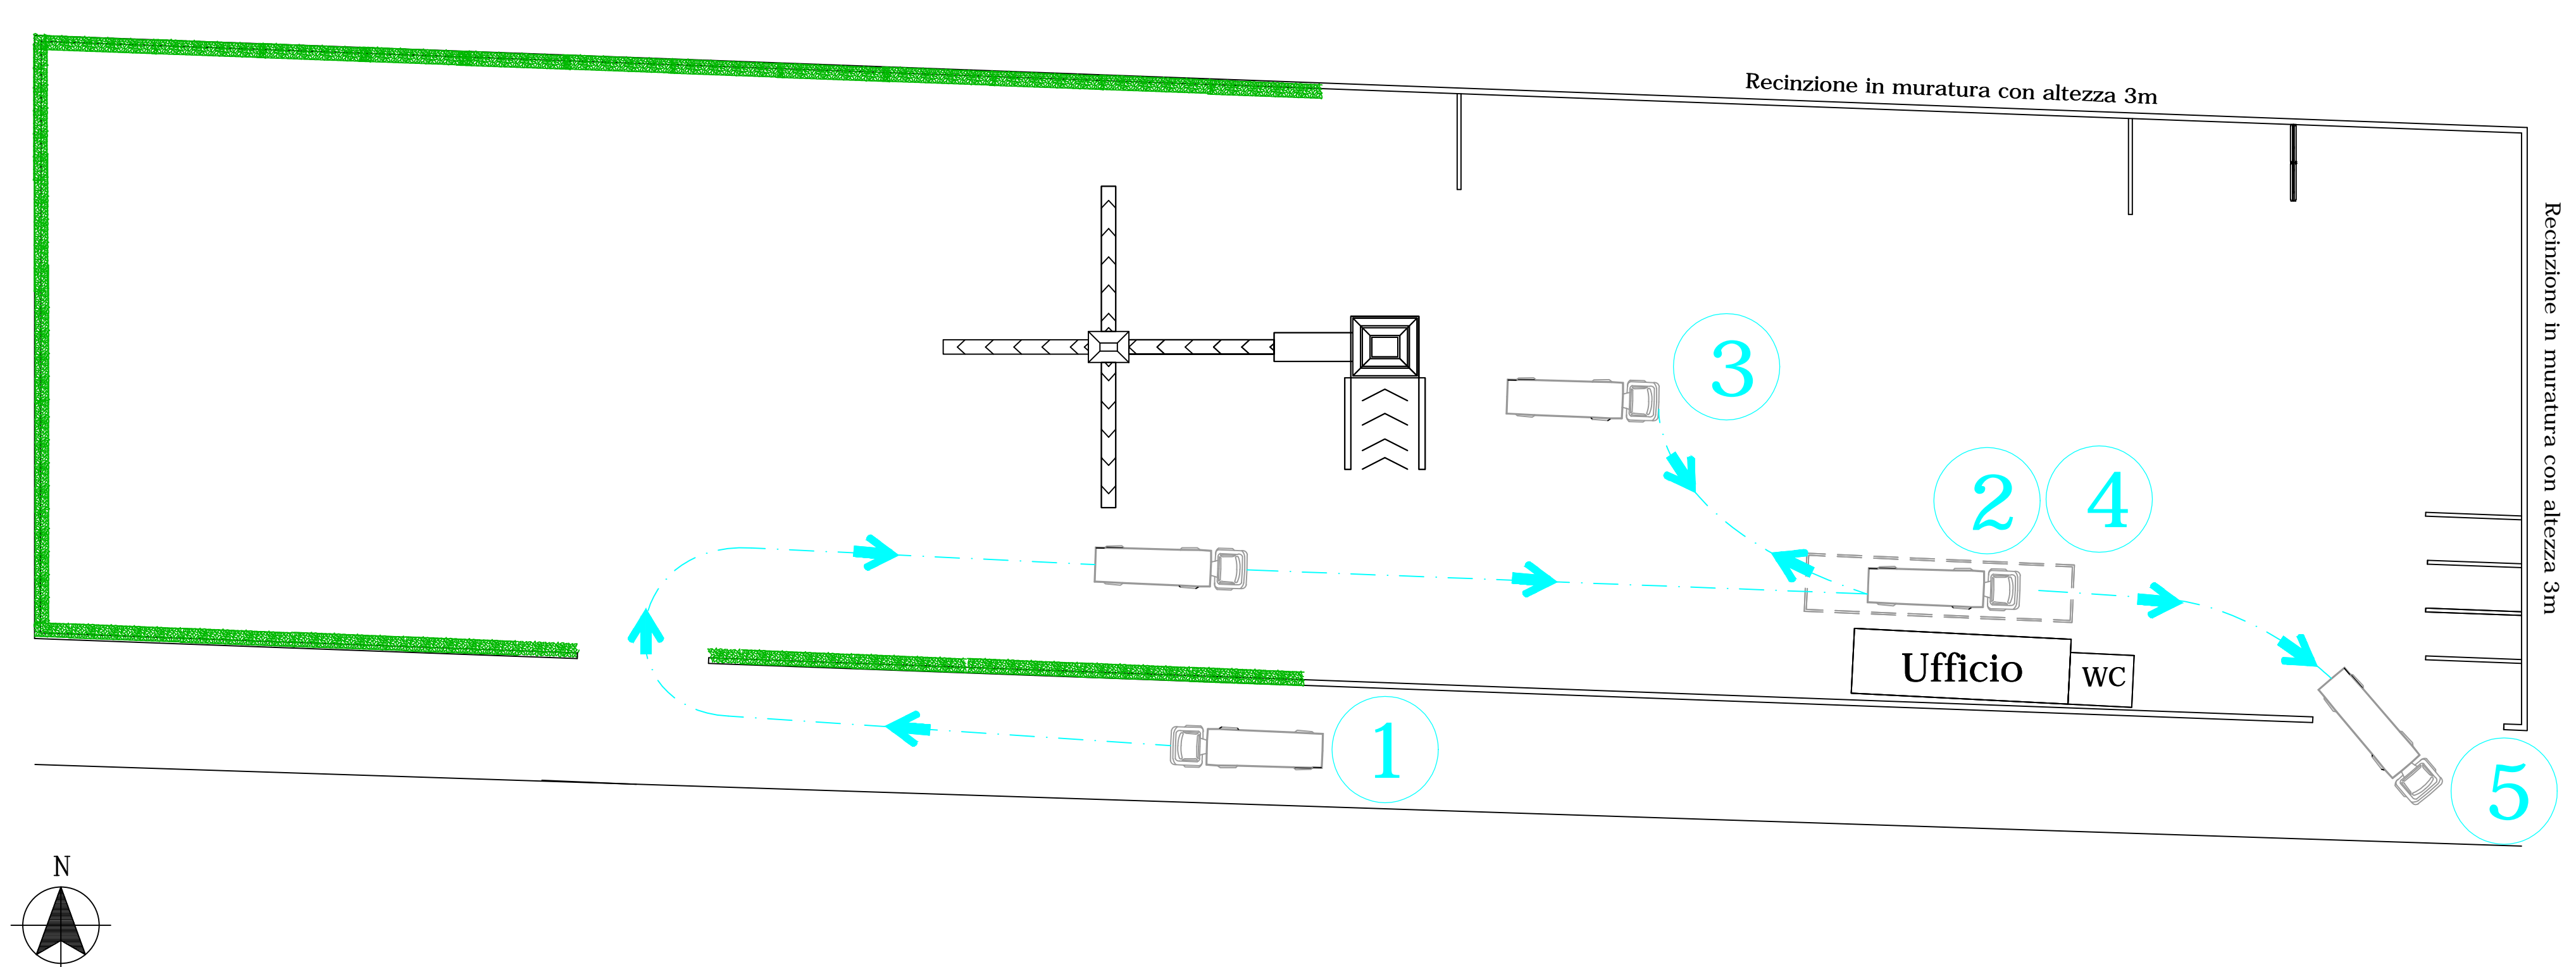 Recinzione in muratura con altezza 3m
Recinzione in muratura con altezza 3m
3
2
4
Ufficio
WC
1
5
N